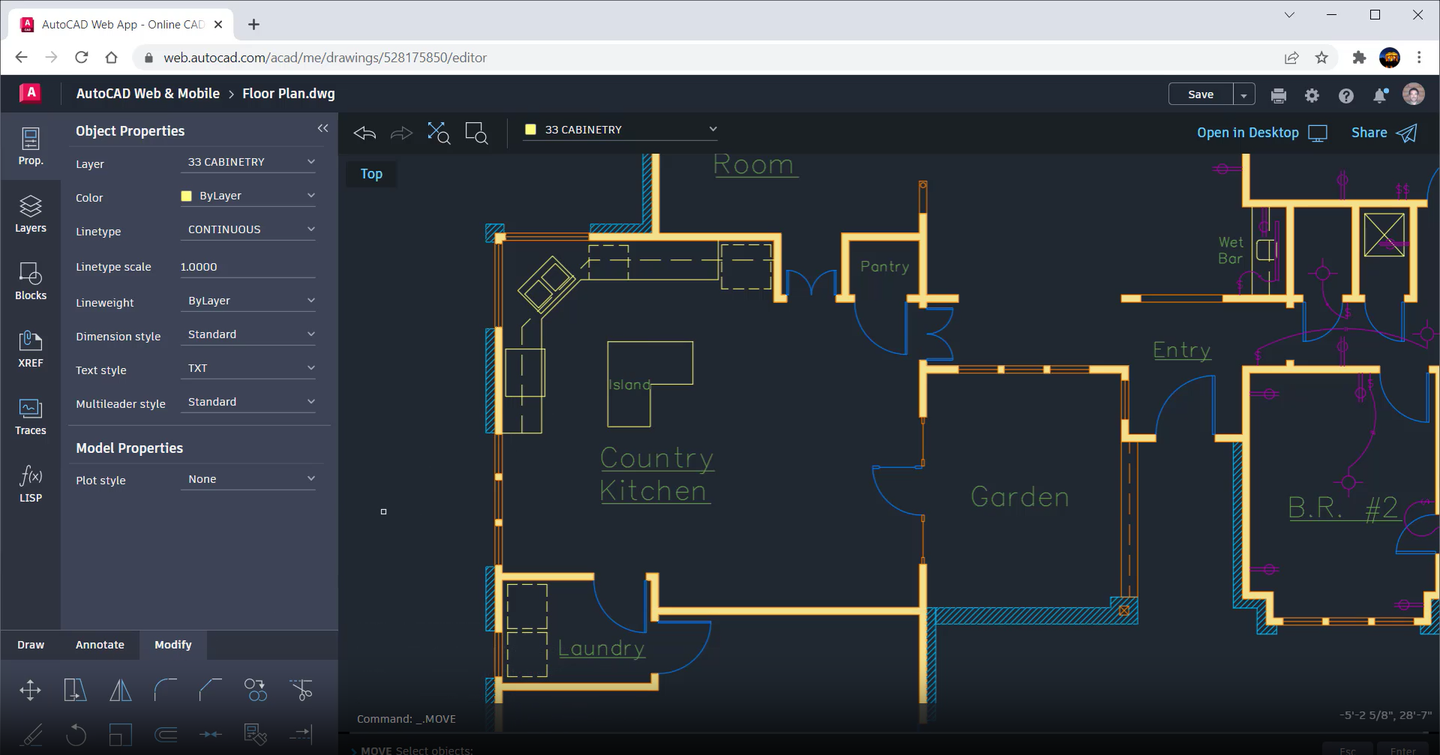 AutoCAD Web App - Online CAD
web.autocad.com/acad/me/drawings/528175850/editor
AutoCAD Web & Mobile > Floor Plan.dwg
Save
Prop.
Layers
Blocks
XREF
Traces
f(x)
LISP
Object Properties
Layer 33 CABINETRY
Color ByLayer
Linetype CONTINUOUS
Linetype scale 1.0000
Lineweight ByLayer
Dimension style Standard
Text style TXT
Multileader style Standard
Model Properties
Plot style None
Draw Annotate Modify
33 CABINETRY
Open in Desktop
Share
Top
Room
Pantry
Wet
Bar
Entry
Island
Country
Kitchen
Garden
B.R. #2
Laundry
$$
$
$
$
Command: _.MOVE
-5'-2 5/8", 28'-7"
MOVE Select objects:
Esc
Enter